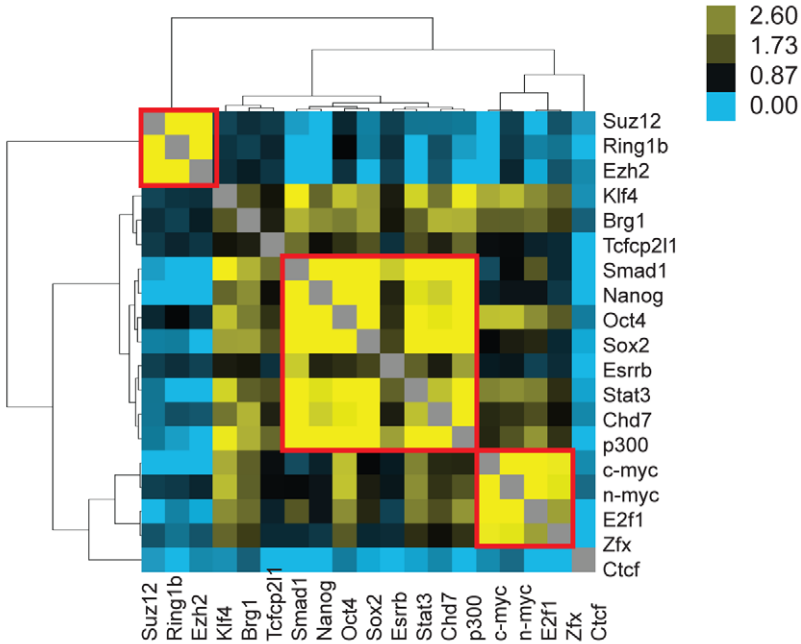 2.60
1.73
0.87
0.00
Suz12
Ring1b
Ezh2
Klf4
Brg1
Tcfcp2l1
Smad1
Nanog
Oct4
Sox2
Esrrb
Stat3
Chd7
p300
c-myc
n-myc
E2f1
Zfx
Ctcf
Suz12
Ring1b
Ezh2
Klf4
Brg1
Tcfcp2l1
Smad1
Nanog
Oct4
Sox2
Esrrb
Stat3
Chd7
p300
c-myc
n-myc
E2f1
Zfx
Ctcf